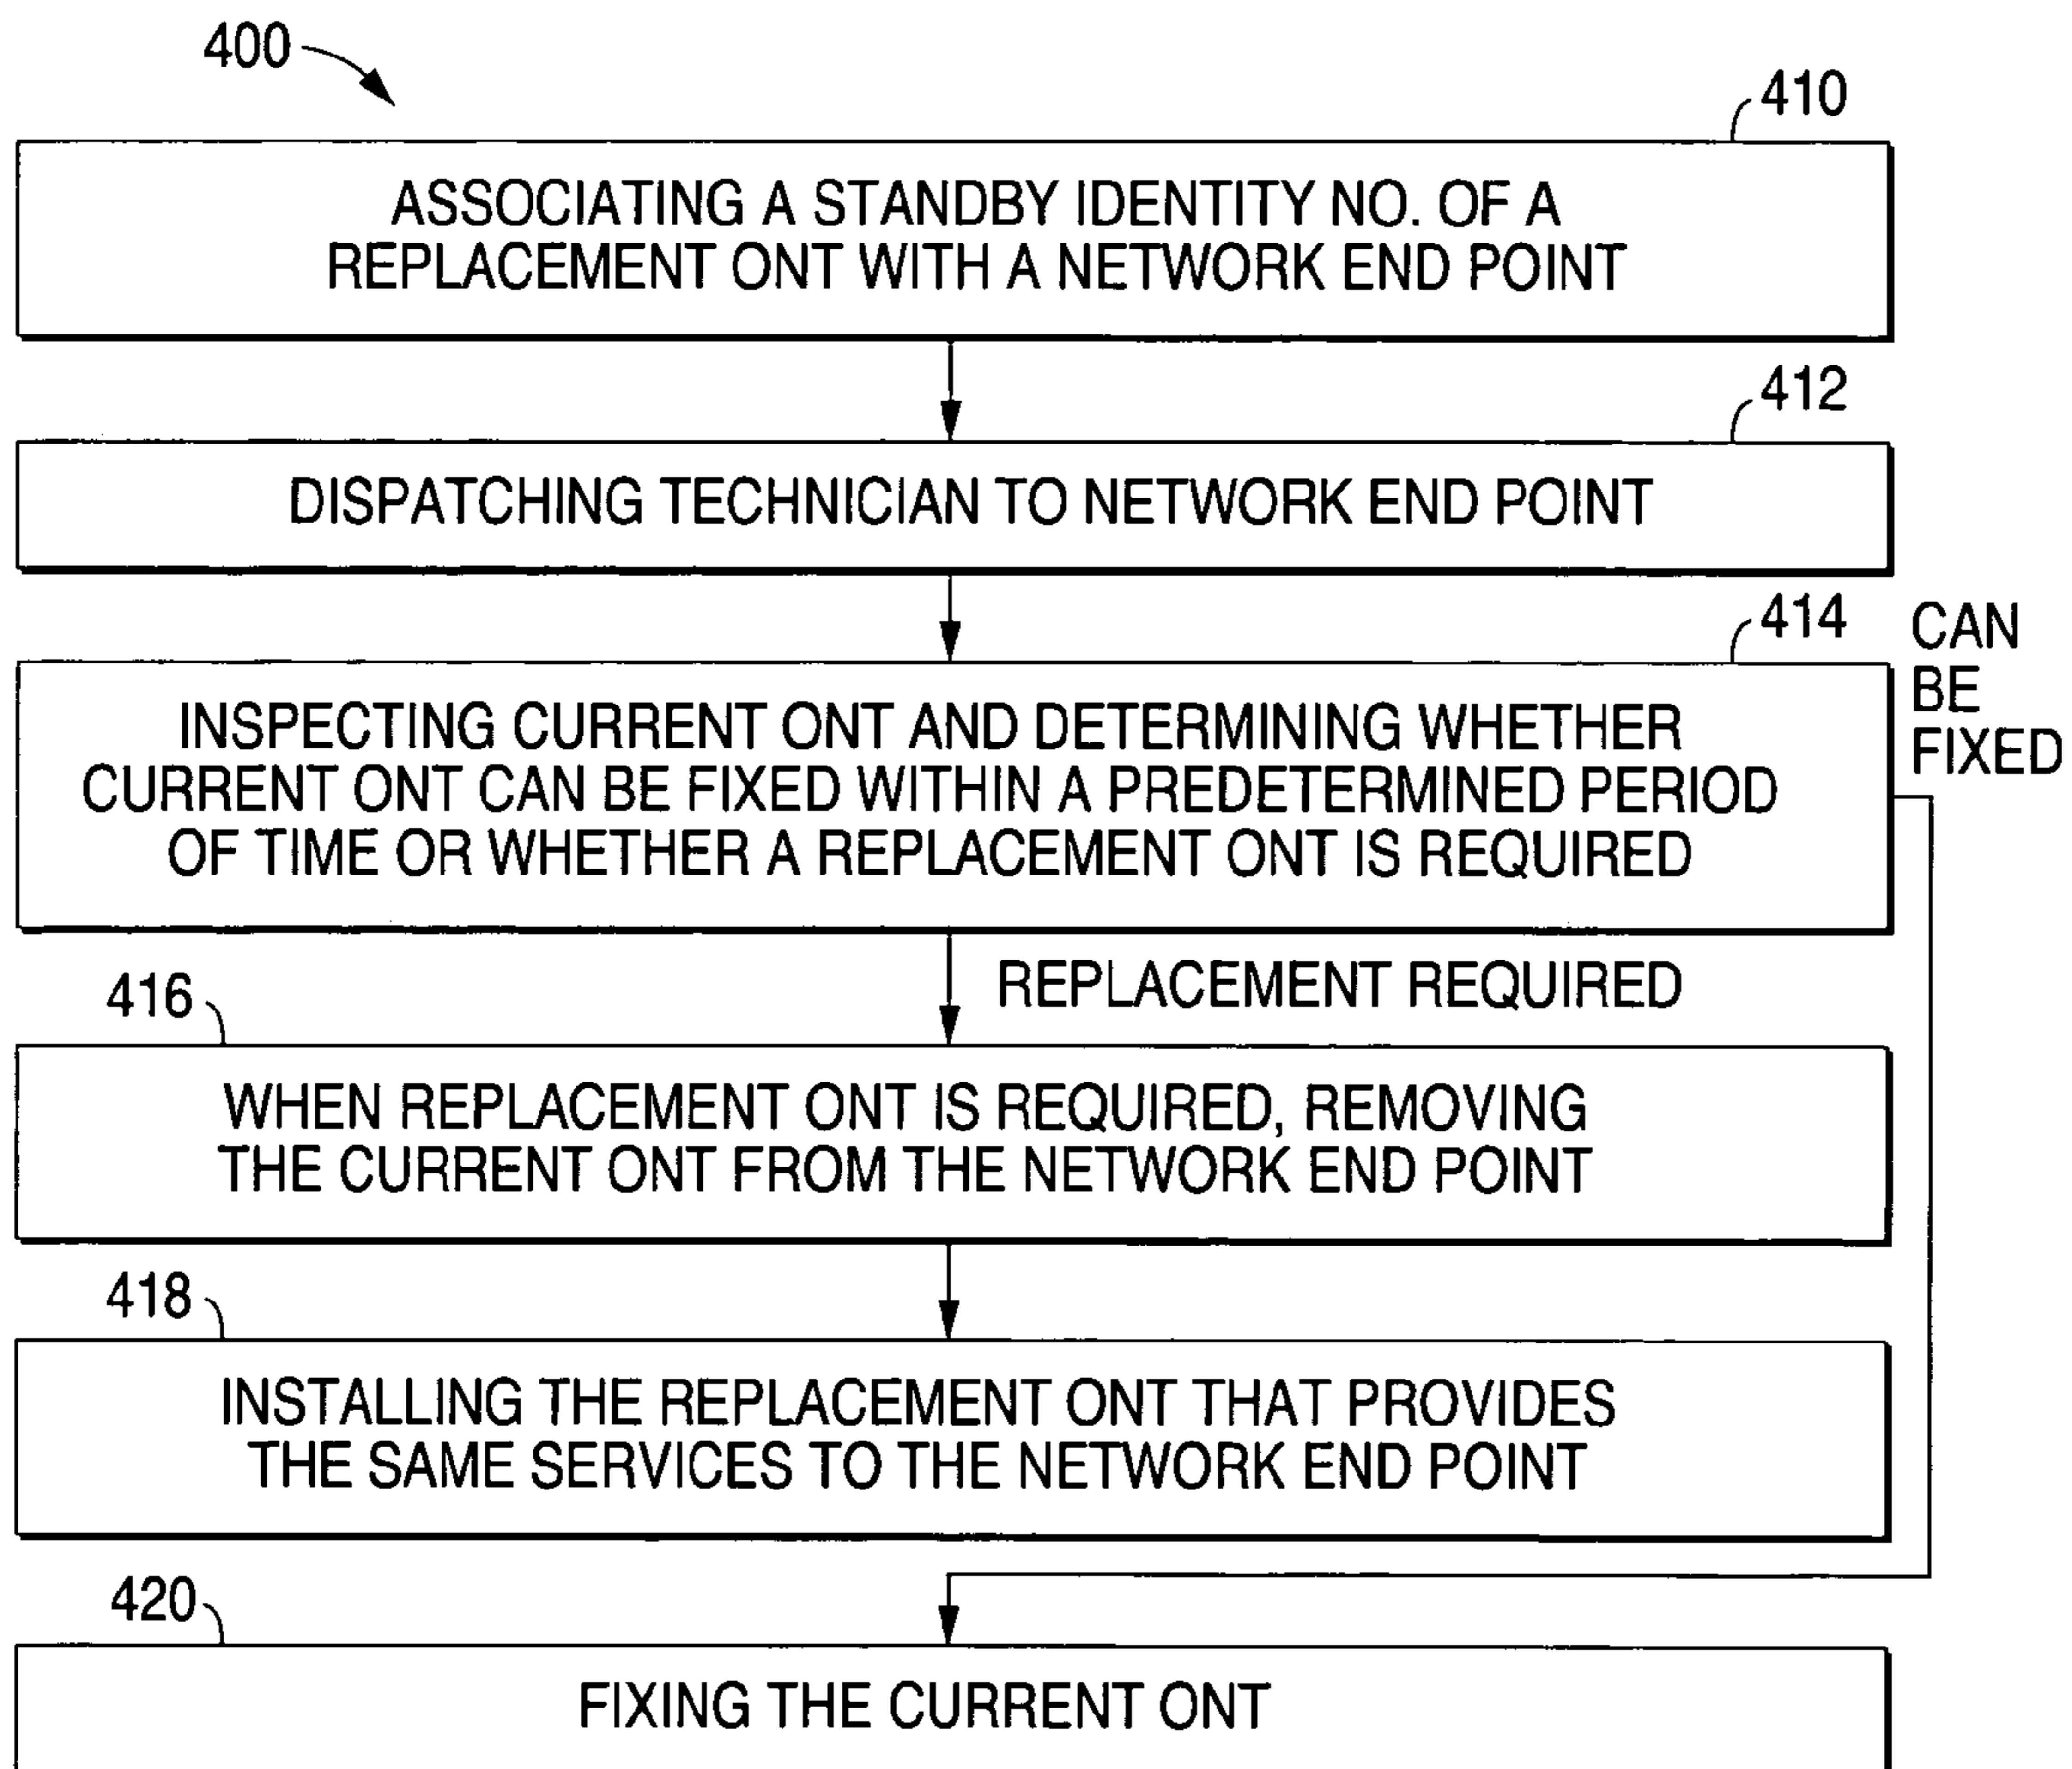 400
410
ASSOCIATING A STANDBY IDENTITY NO. OF A
REPLACEMENT ONT WITH A NETWORK END POINT
412
DISPATCHING TECHNICIAN TO NETWORK END POINT
414
CAN
BE
FIXED
INSPECTING CURRENT ONT AND DETERMINING WHETHER
CURRENT ONT CAN BE FIXED WITHIN A PREDETERMINED PERIOD
OF TIME OR WHETHER A REPLACEMENT ONT IS REQUIRED
REPLACEMENT REQUIRED
416
WHEN REPLACEMENT ONT IS REQUIRED, REMOVING
THE CURRENT ONT FROM THE NETWORK END POINT
418
INSTALLING THE REPLACEMENT ONT THAT PROVIDES
THE SAME SERVICES TO THE NETWORK END POINT
420
FIXING THE CURRENT ONT